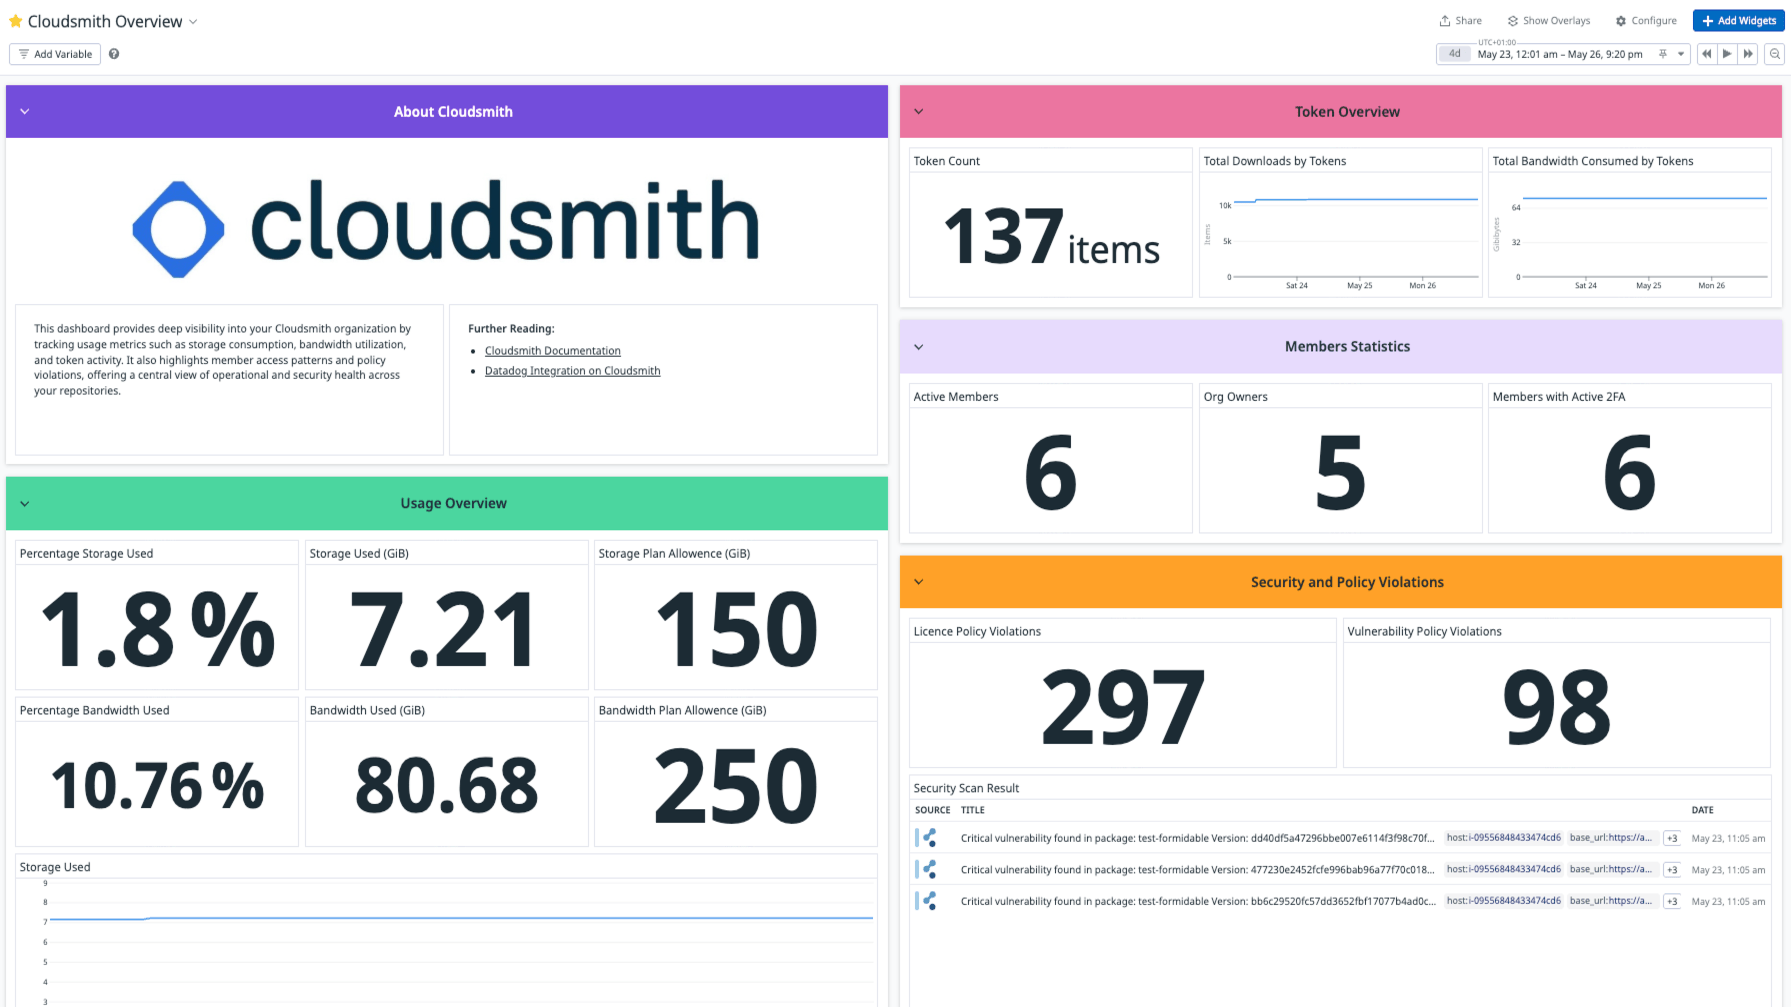 Cloudsmith Overview
Share
Show Overlays
Configure
Add Widgets
Add Variable
UTC+01:00
4d May 23, 12:01 am – May 26, 9:20 pm
About Cloudsmith
cloudsmith
This dashboard provides deep visibility into your Cloudsmith organization by
tracking usage metrics such as storage consumption, bandwidth utilization,
and token activity. It also highlights member access patterns and policy
violations, offering a central view of operational and security health across
your repositories.
Further Reading:
• Cloudsmith Documentation
• Datadog Integration on Cloudsmith
Usage Overview
Percentage Storage Used
1.8 %
Storage Used (GiB)
7.21
Storage Plan Allowence (GiB)
150
Percentage Bandwidth Used
10.76 %
Bandwidth Used (GiB)
80.68
Bandwidth Plan Allowence (GiB)
250
Storage Used
9
8
7
6
5
4
3
Token Overview
Token Count
137 items
Total Downloads by Tokens
Items
10k
5k
0
Sat 24 May 25 Mon 26
Total Bandwidth Consumed by Tokens
Gibibytes
64
32
0
Sat 24 May 25 Mon 26
Members Statistics
Active Members
6
Org Owners
5
Members with Active 2FA
6
Security and Policy Violations
Licence Policy Violations
297
Vulnerability Policy Violations
98
Security Scan Result
SOURCE TITLE DATE
Critical vulnerability found in package: test-formidable Version: dd40df5a47296bbe007e6114f3f98c70f... host:i-09556848433474cd6 base_url:https://a... +3 May 23, 11:05 am
Critical vulnerability found in package: test-formidable Version: 477230e2452fcfe996bab96a77f70c018... host:i-09556848433474cd6 base_url:https://a... +3 May 23, 11:05 am
Critical vulnerability found in package: test-formidable Version: bb6c29520fc57dd3652fbf17077b4ad0c... host:i-09556848433474cd6 base_url:https://a... +3 May 23, 11:05 am